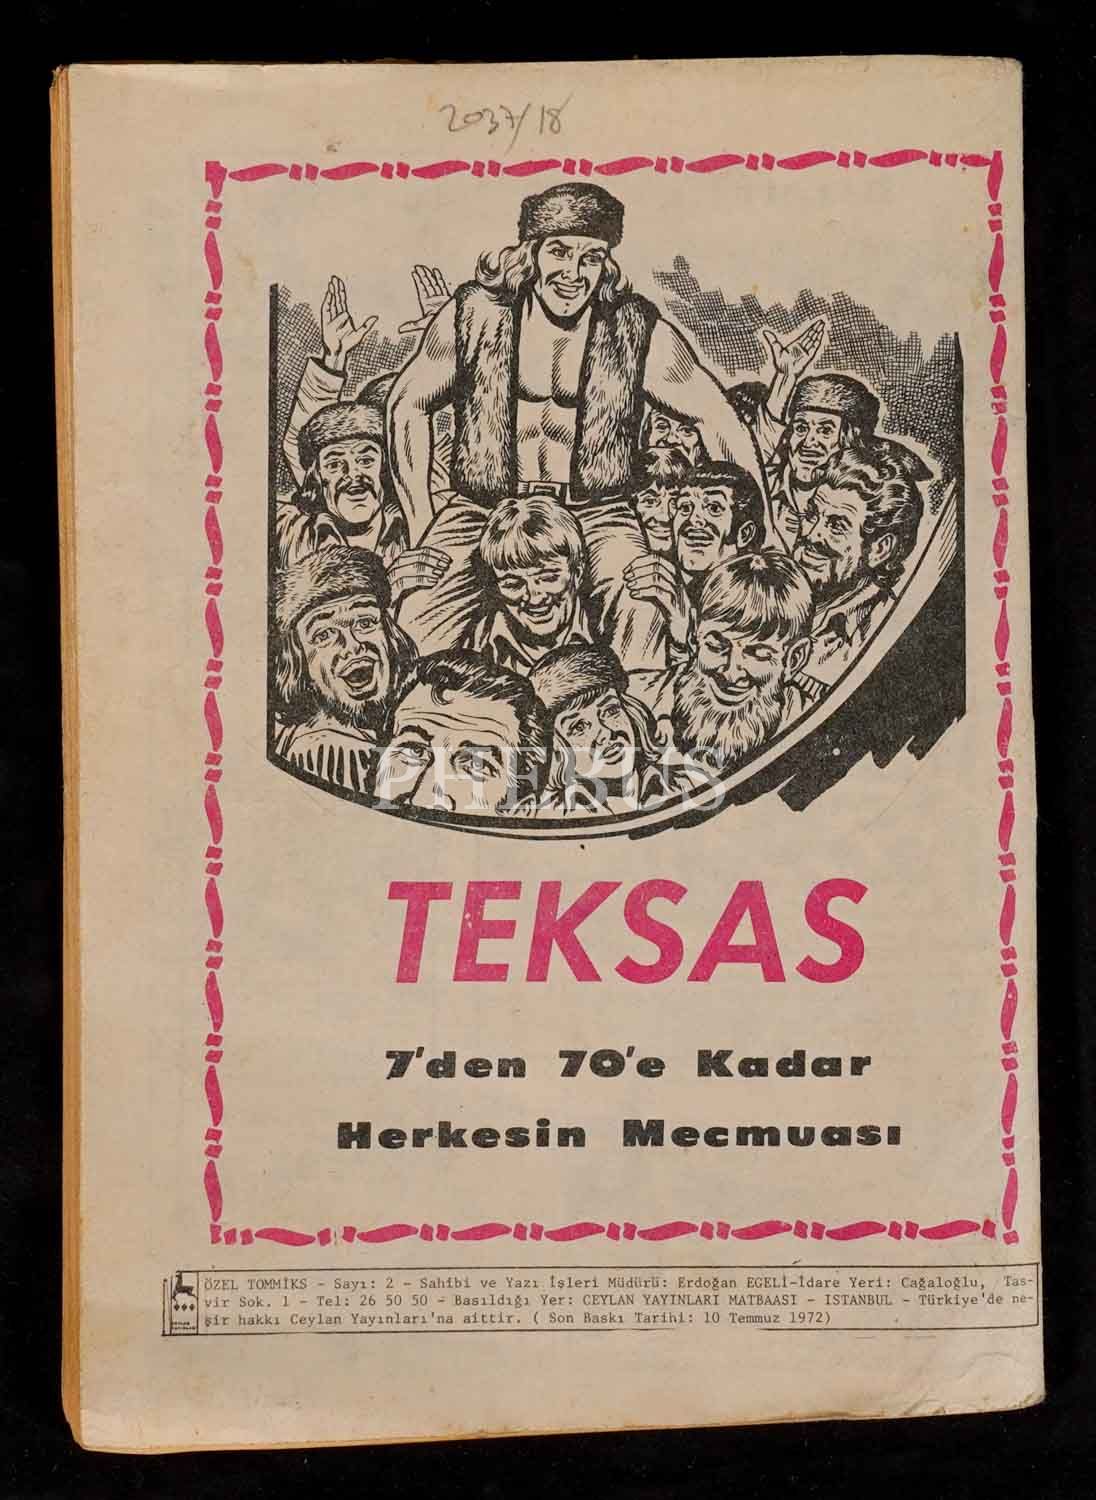 2037/18
PHEBUS
TEKSAS
7'den 70'e Kadar
Herkesin Mecmuası
ÖZEL TOMMİKS - Sayı: 2 - Sahibi ve Yazı İşleri Müdürü: Erdoğan EGELİ-İdare Yeri: Cağaloğlu, Tas-
vir Sok. 1 - Tel: 26 50 50 - Basıldığı Yer: CEYLAN YAYINLARI MATBAASI - ISTANBUL - Türkiye'de ne-
şir hakkı Ceylan Yayınları'na aittir. ( Son Baskı Tarihi: 10 Temmuz 1972)